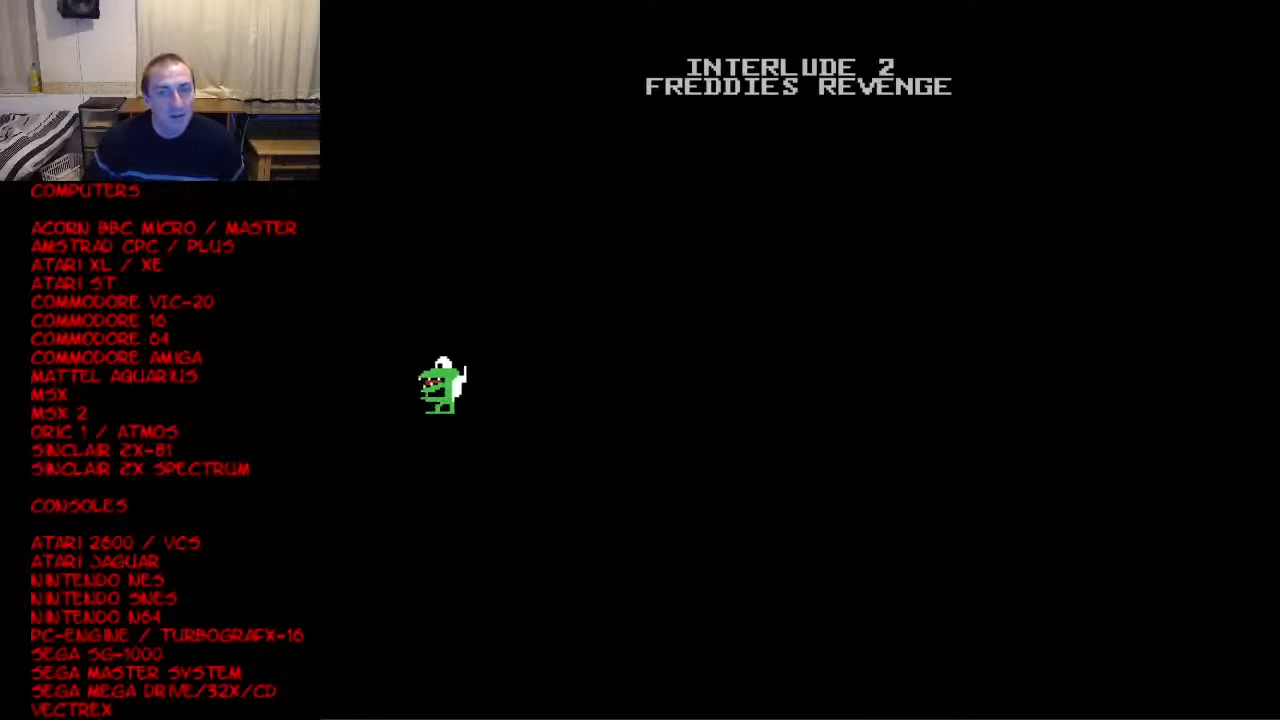 INTERLUDE 2
FREDDIES REVENGE
COMPUTERS
ACORN BBC MICRO / MASTER
AMSTRAD CPC / PLUS
ATARI XL / XE
ATARI ST
COMMODORE VIC-20
COMMODORE 16
COMMODORE 64
COMMODORE AMIGA
MATTEL AQUARIUS
MSX
MSX 2
ORIC 1 / ATMOS
SINCLAIR ZX-81
SINCLAIR ZX SPECTRUM
CONSOLES
ATARI 2600 / VCS
ATARI JAGUAR
NINTENDO NES
NINTENDO SNES
NINTENDO N64
PC-ENGINE / TURBOGRAFX-16
SEGA SG-1000
SEGA MASTER SYSTEM
SEGA MEGA DRIVE/32X/CD
VECTREX